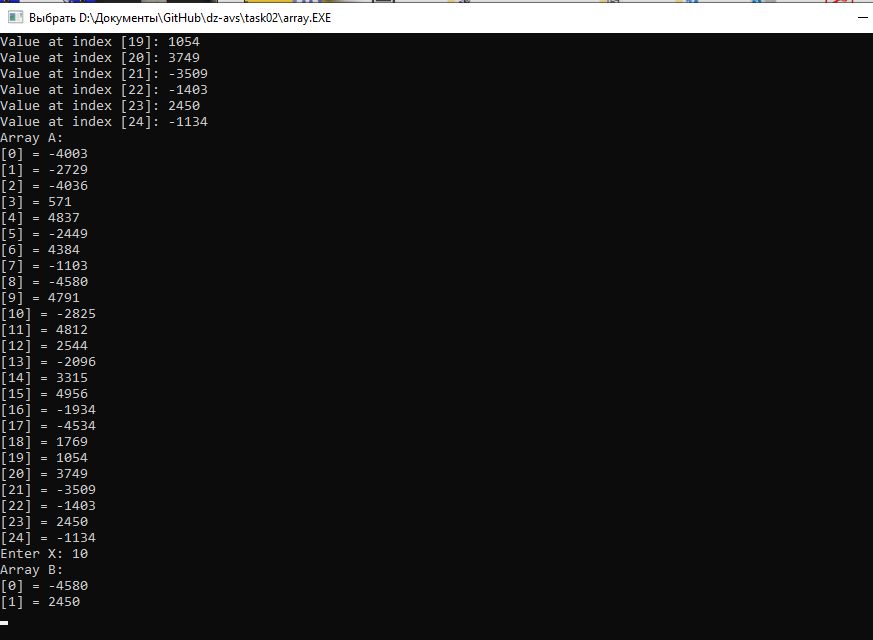 Выбрать D:\Документы\GitHub\dz-avs\task02\array.EXE
Value at index [19]: 1054
Value at index [20]: 3749
Value at index [21]: -3509
Value at index [22]: -1403
Value at index [23]: 2450
Value at index [24]: -1134
Array A:
[0] = -4003
[1] = -2729
[2] = -4036
[3] = 571
[4] = 4837
[5] = -2449
[6] = 4384
[7] = -1103
[8] = -4580
[9] = 4791
[10] = -2825
[11] = 4812
[12] = 2544
[13] = -2096
[14] = 3315
[15] = 4956
[16] = -1934
[17] = -4534
[18] = 1769
[19] = 1054
[20] = 3749
[21] = -3509
[22] = -1403
[23] = 2450
[24] = -1134
Enter X: 10
Array B:
[0] = -4580
[1] = 2450